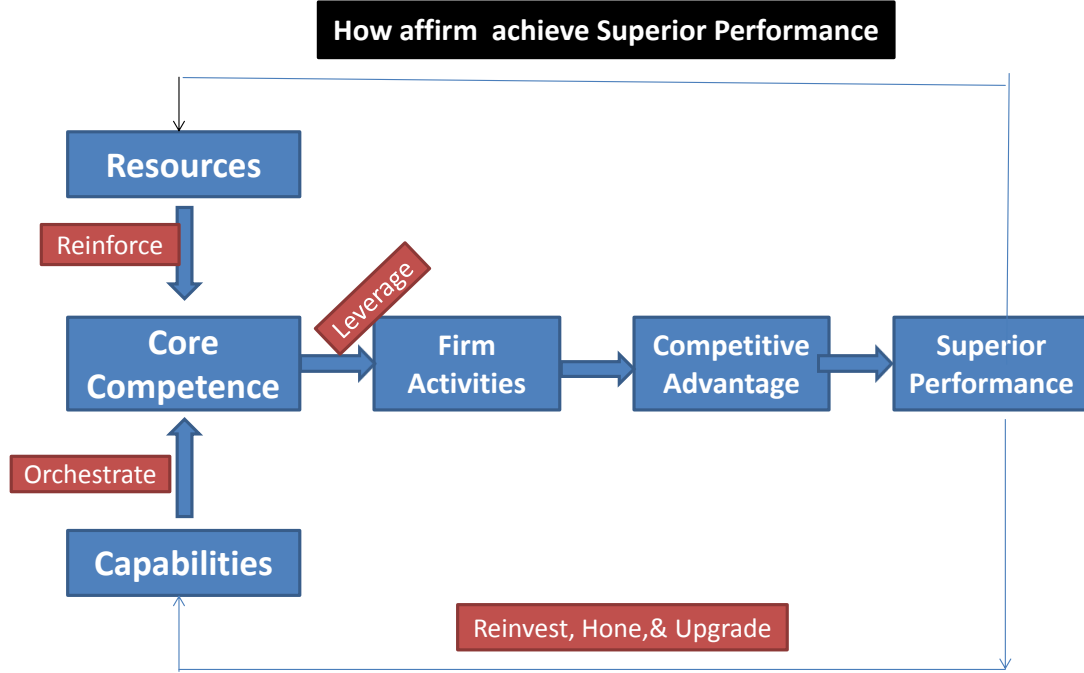 How affirm  achieve Superior Performance
Resources
Reinforce
Leverage
Core
Competence
Firm
Activities
Competitive
Advantage
Superior
Performance
Orchestrate
Capabilities
Reinvest, Hone,& Upgrade